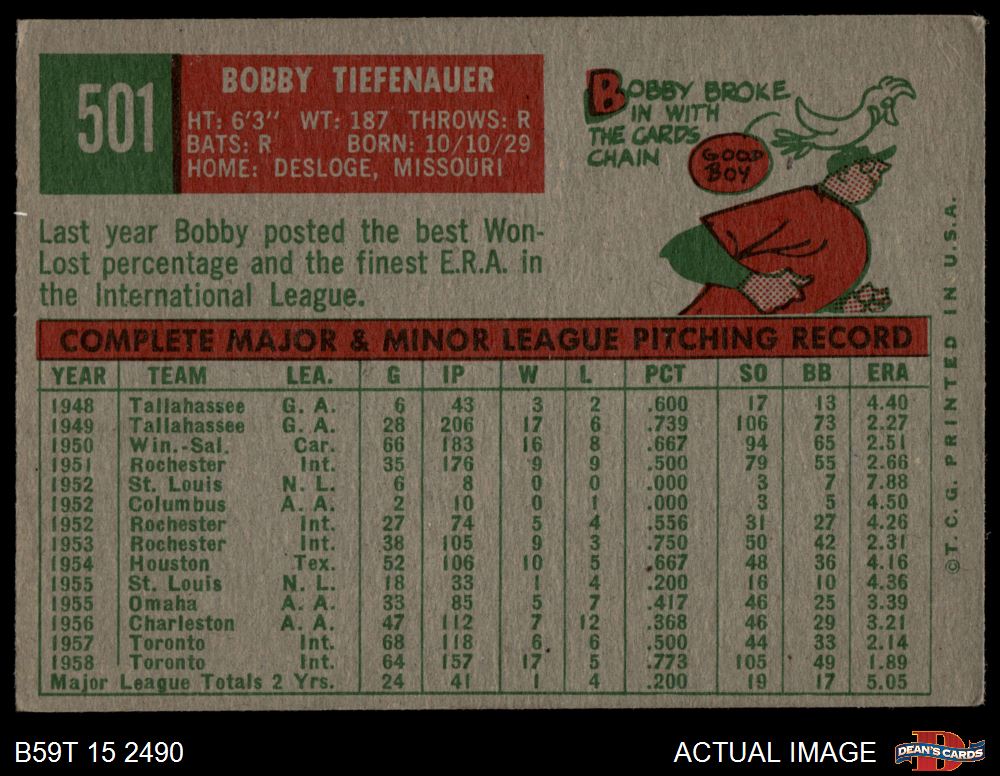 501
BOBBY TIEFENAUER
HT: 6'3" WT: 187 THROWS: R
BATS: R BORN: 10/10/29
HOME: DESLOGE, MISSOURI
BOBBY BROKE
IN WITH
THE CARDS
CHAIN
GOOD
BOY
Last year Bobby posted the best Won-
Lost percentage and the finest E.R.A. in
the International League.
COMPLETE MAJOR & MINOR LEAGUE PITCHING RECORD
YEAR TEAM LEA. G IP W L PCT SO BB ERA
1948 Tallahassee G. A. 6 43 3 2 .600 17 13 4.40
1949 Tallahassee G. A. 28 206 17 6 .739 106 73 2.27
1950 Win.-Sal. Car. 66 183 16 8 .667 94 65 2.51
1951 Rochester Int. 35 176 9 9 .500 79 55 2.66
1952 St. Louis N. L. 6 8 0 0 .000 3 7 7.88
1952 Columbus A. A. 2 10 0 1 .000 3 5 4.50
1952 Rochester Int. 27 74 5 4 .556 31 27 4.26
1953 Rochester Int. 38 105 9 3 .750 50 42 2.31
1954 Houston Tex. 52 106 10 5 .667 48 36 4.16
1955 St. Louis N. L. 18 33 1 4 .200 16 10 4.36
1955 Omaha A. A. 33 85 5 7 .417 46 25 3.39
1956 Charleston A. A. 47 112 7 12 .368 46 29 3.21
1957 Toronto Int. 68 118 6 6 .500 44 33 2.14
1958 Toronto Int. 64 157 17 5 .773 105 49 1.89
Major League Totals 2 Yrs. 24 41 1 4 .200 19 17 5.05
©T. C. G. PRINTED IN U.S.A.
B59T 15 2490
ACTUAL IMAGE
DEAN'S CARDS